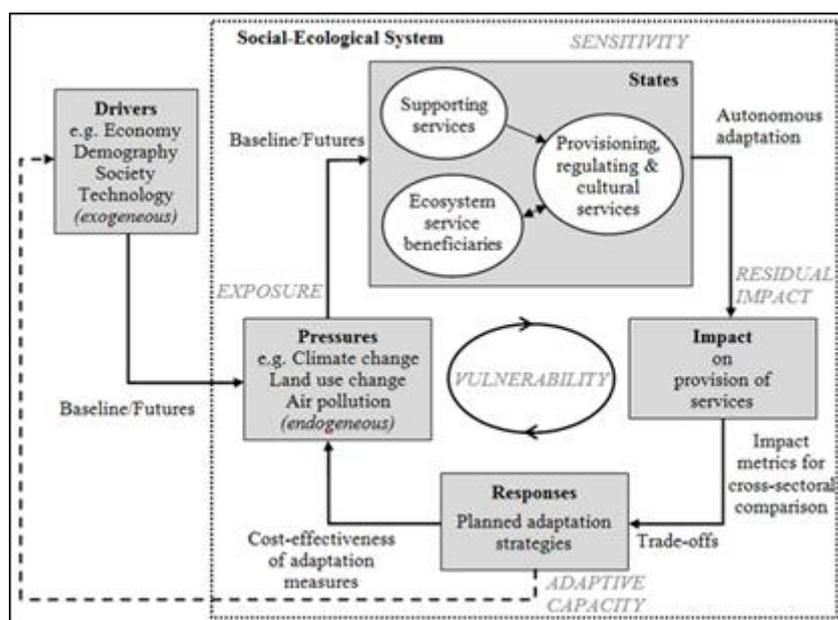 Social-Ecological System
SENSITIVITY
Drivers
e.g. Economy
Demography
Society
Technology
(exogeneous)
Baseline/Futures
States
Supporting
services
Provisioning,
regulating &
cultural
services
Ecosystem
service
beneficiaries
Autonomous
adaptation
EXPOSURE
RESIDUAL
IMPACT
Pressures
e.g. Climate change
Land use change
Air pollution
(endogeneous)
VULNERABILITY
Impact
on
provision of
services
Baseline/Futures
Impact
metrics for
cross-sectoral
comparison
Responses
Planned adaptation
strategies
Cost-effectiveness
of adaptation
measures
Trade-offs
ADAPTIVE
CAPACITY